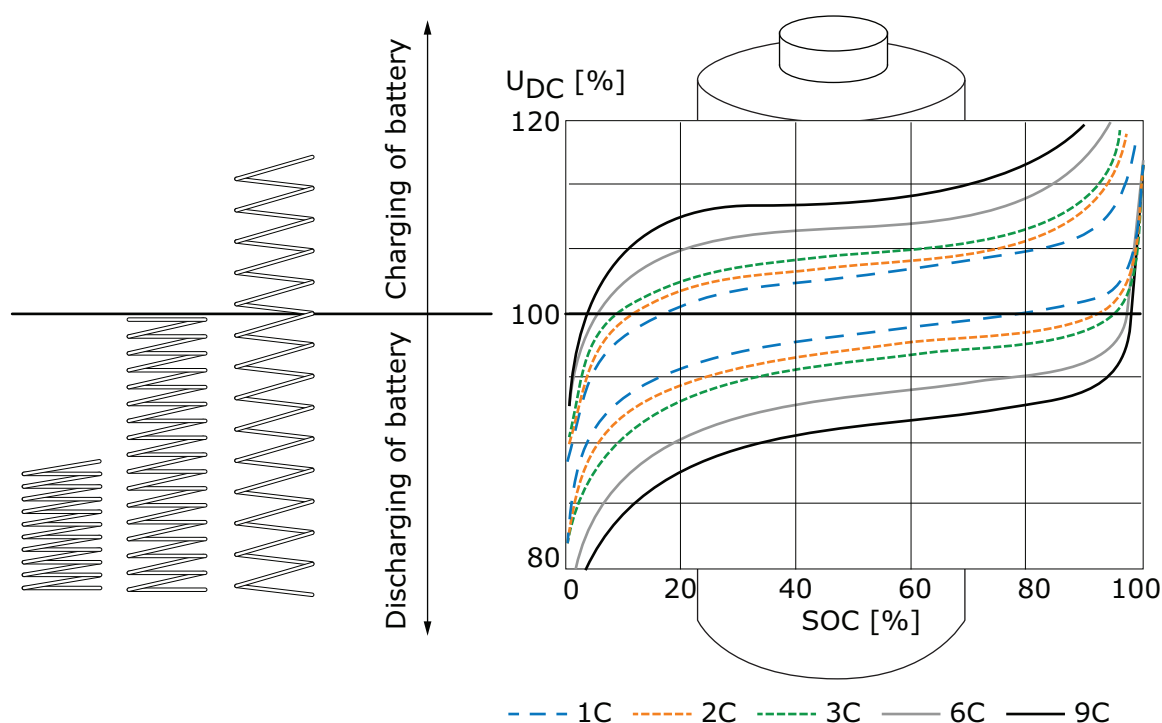 Charging of battery
Discharging of battery
U_DC [%]
120
100
80
0 20 40 60 80 100
SOC [%]
1C 2C 3C 6C 9C